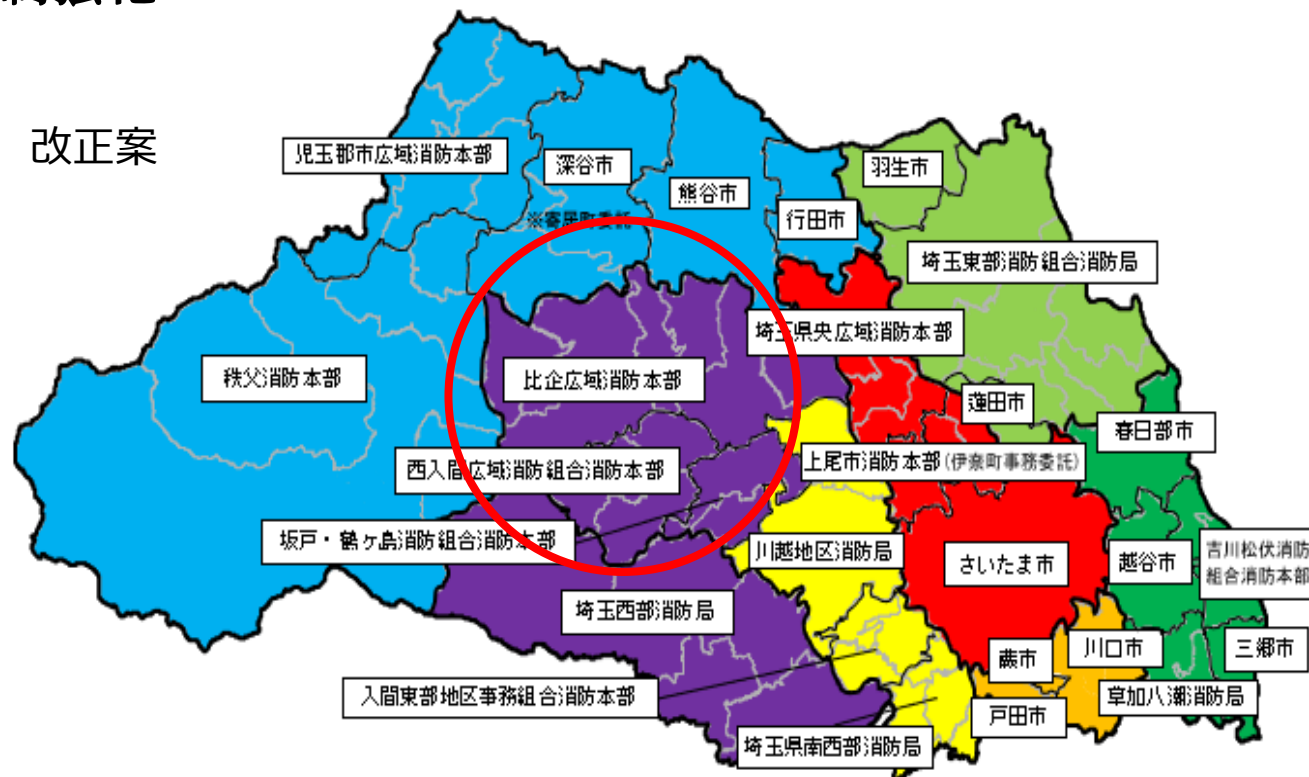 改正案
児玉郡市広域消防本部
深谷市
※寄居町委託
熊谷市
行田市
羽生市
埼玉東部消防組合消防局
埼玉県央広域消防本部
秩父消防本部
比企広域消防本部
蓮田市
春日部市
西入間広域消防組合消防本部
上尾市消防本部(伊奈町事務委託)
坂戸・鶴ヶ島消防組合消防本部
川越地区消防局
さいたま市
越谷市
吉川松伏消防
組合消防本部
埼玉西部消防局
蕨市
川口市
三郷市
入間東部地区事務組合消防本部
戸田市
草加八潮消防局
埼玉県南西部消防局